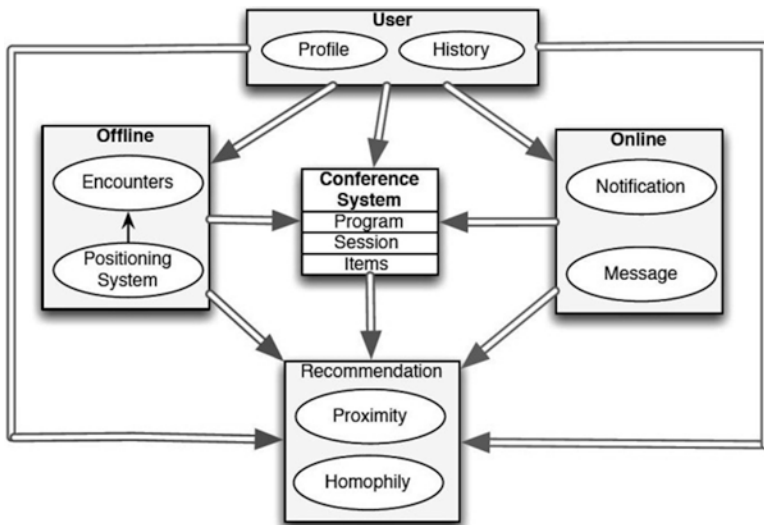 User
Profile
History
Offline
Encounters
Positioning
System
Conference
System
Program
Session
Items
Online
Notification
Message
Recommendation
Proximity
Homophily